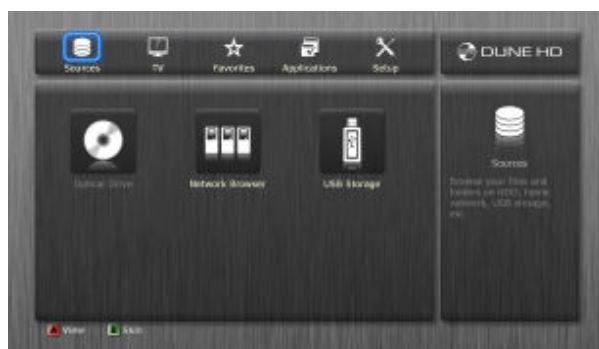 Sources
TV
Favorites
Applications
Setup
DUNE HD
Optical Drive
Network Browser
USB Storage
Sources
Browse your files and
folders on HDD, home
network, USB storage,
etc
A View
B Skin